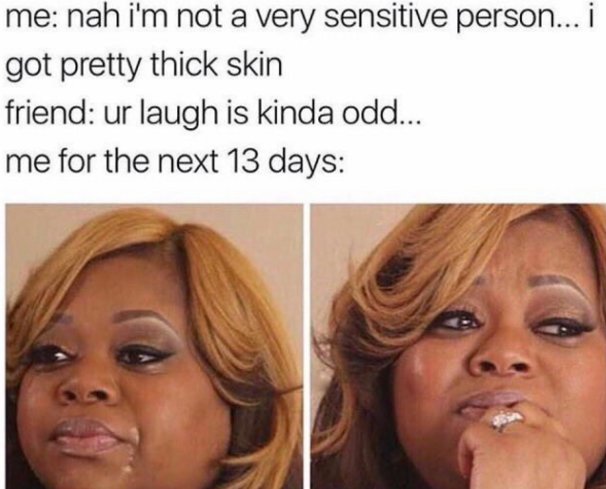 me: nah i'm not a very sensitive person... i
got pretty thick skin
friend: ur laugh is kinda odd...
me for the next 13 days: